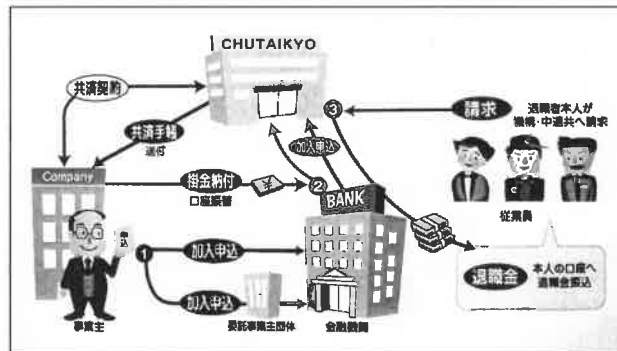 CHUTAIKYO
共済契約
共済手帳
送付
③
請求
退職者本人が
機構・中退共へ請求
加入申込
Company
掛金納付
口座振替
¥
②
BANK
従業員
申込
①
加入申込
加入申込
退職金
本人の口座へ
退職金振込
事業主
委託事業主団体
金融機関